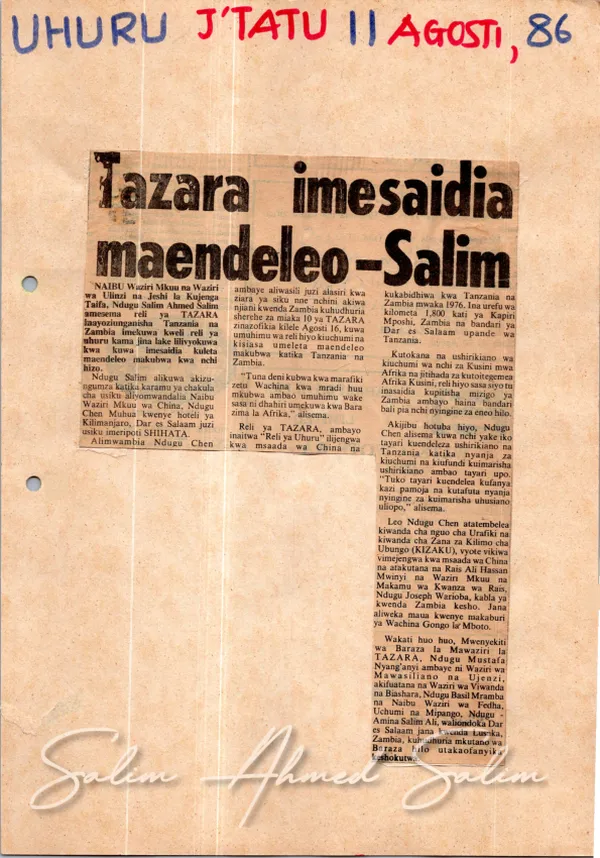 UHURU J'TATU 11 AGOSTI, 86
Tazara imesaidia
maendeleo-Salim
NAIBU Waziri Mkuu na Waziri
wa Ulinzi na Jeshi la Kujenga
Taifa, Ndugu Salim Ahmed Salim
amesema reli ya TAZARA
inaayoziunganisha Tanzania na
Zambia imekuwa kweli reli ya
uhuru kama jina lake lilivyokuwa
kwa kuwa imesaidia kuleta
maendeleo makubwa kwa nchi
hizo.
Ndugu Salim alikuwa akizu-
ngumza katika karamu ya chakula
cha usiku aliyomwandalia Naibu
Waziri Mkuu wa China, Ndugu
Chen Muhua kwenye hoteli ya
Kilimanjaro, Dar es Salaam juzi
usiku imeripoti SHIHATA.
Alimwambia Ndugu Chen
ambaye aliwasili juzi alasiri kwa
ziara ya siku nne nchini akiwa
njiani kwenda Zambia kuhudhuria
sherehe za miaka 10 ya TAZARA
zinazofikia kilele Agosti 16, kuwa
umuhimu wa reli hiyo kiuchumi na
kisiasa umeleta maendeleo
makubwa katika Tanzania na
Zambia.
"Tuna deni kubwa kwa marafiki
zetu Wachina kwa mradi huu
mkubwa ambao umuhimu wake
sasa ni dhahiri umekuwa kwa Bara
zima la Afrika," alisema.
Reli ya TAZARA, ambayo
inaitwa "Reli ya Uhuru" ilijengwa
kwa msaada wa China na
kukabidhiwa kwa Tanzania na
Zambia mwaka 1976. Ina urefu wa
kilometa 1,800 kati ya Kapiri
Mposhi, Zambia na bandari ya
Dar es Salaam upande wa
Tanzania.
Kutokana na ushirikiano wa
kiuchumi wa nchi za Kusini mwa
Afrika na jitihada za kutoitegemea
Afrika Kusini, reli hiyo sasa siyo tu
inasaidia kupitisha mizigo ya
Zambia ambayo haina bandari
bali pia nchi nyingine za eneo hilo.
Akijibu hotuba hiyo, Ndugu
Chen alisema kuwa nchi yake iko
tayari kuendeleza ushirikiano na
Tanzania katika nyanja za
kiuchumi na kiufundi kuimarisha
ushirikiano ambao tayari upo.
"Tuko tayari kuendelea kufanya
kazi pamoja na kutafuta nyanja
nyingine za kuimarisha uhusiano
uliopo," alisema.
Leo Ndugu Chen atatembelea
kiwanda cha nguo cha Urafiki na
kiwanda cha Zana za Kilimo cha
Ubungo (KIZAKU), vyote vikiwa
vimejengwa kwa msaada wa China
na atakutana na Rais Ali Hassan
Mwinyi na Waziri Mkuu na
Makamu wa Kwanza wa Rais,
Ndugu Joseph Warioba, kabla ya
kwenda Zambia kesho. Jana
aliweka maua kwenye makaburi
ya Wachina Gongo la Mboto.
Wakati huo huo, Mwenyekiti
wa Baraza la Mawaziri la
TAZARA, Ndugu Mustafa
Nyang'anyi ambaye ni Waziri wa
Mawasiliano na Ujenzi,
akifuatana na Waziri wa Viwanda
na Biashara, Ndugu Basil Mramba
na Naibu Waziri wa Fedha,
Uchumi na Mipango, Ndugu
Amina Salim Ali, waliondoka Dar
es Salaam jana kwenda Lusaka,
Zambia, kuhudhuria mkutano wa
Baraza hilo utakaofanyika
keshokutwa.
Salim Ahmed Salim